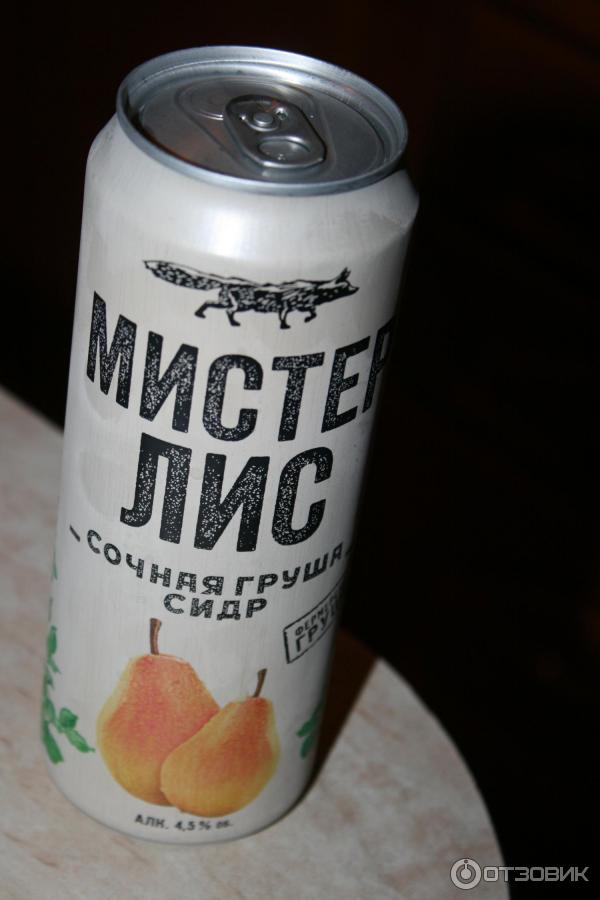 МИСТЕР
ЛИС
СОЧНАЯ ГРУША
СИДР
АЛК. 4,5% об.
ОТЗОВИК